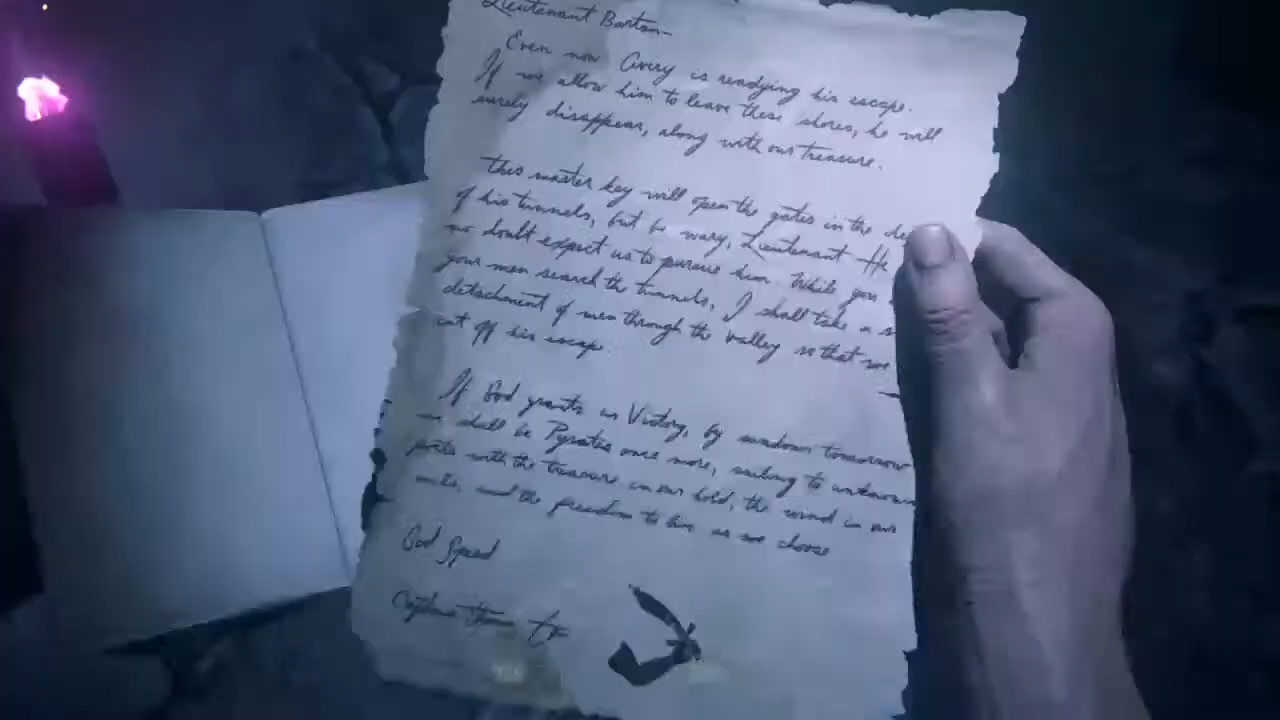 Lieutenant Barton—
Even now Avery is readying his escape.
If we allow him to leave these shores, he will
surely disappear, along with our treasure.
This master key will open the gates in the
of his tunnels, but be wary, Lieutenant. He
no doubt expect us to pursue him. While you
your men search the tunnels, I shall take a
detachment of men through the Valley so that we
cut off his escape.
If God grants us Victory, by sundown tomorrow
we shall be Pyrates once more, sailing to unknown
ports with the treasure in our hold, the wind in our
sails, and the freedom to live as we choose
God Speed
Captain Thomas